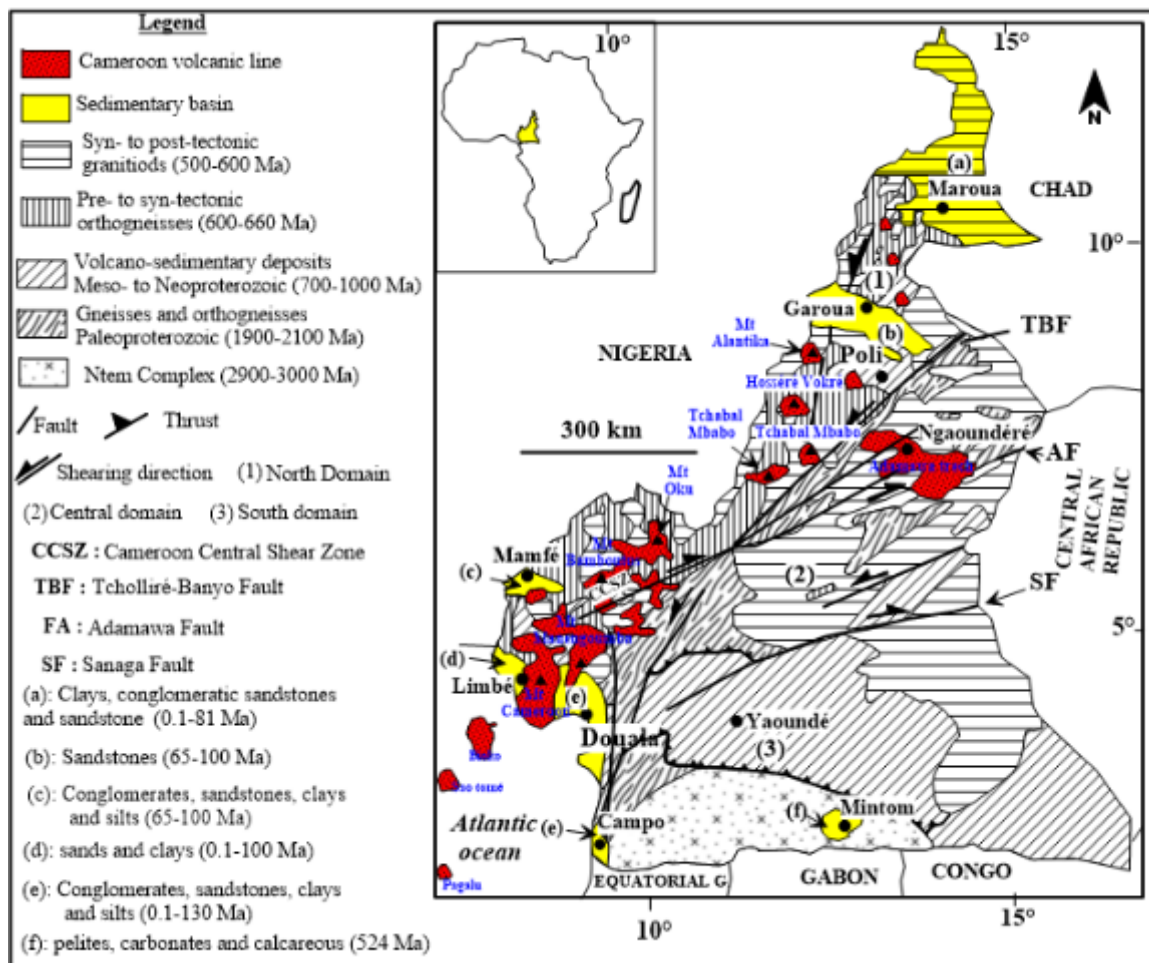 Legend
Cameroon volcanic line
Sedimentary basin
Syn- to post-tectonic
granitiods (500-600 Ma)
Pre- to syn-tectonic
orthogneisses (600-660 Ma)
Volcano-sedimentary deposits
Meso- to Neoproterozoic (700-1000 Ma)
Gneisses and orthogneisses
Paleoproterozoic (1900-2100 Ma)
Ntem Complex (2900-3000 Ma)
Fault
Thrust
Shearing direction
(1) North Domain
(2) Central domain
(3) South domain
CCSZ : Cameroon Central Shear Zone
TBF : Tcholliré-Banyo Fault
FA : Adamawa Fault
SF : Sanaga Fault
(a): Clays, conglomeratic sandstones
and sandstone (0.1-81 Ma)
(b): Sandstones (65-100 Ma)
(c): Conglomerates, sandstones, clays
and silts (65-100 Ma)
(d): sands and clays (0.1-100 Ma)
(e): Conglomerates, sandstones, clays
and silts (0.1-130 Ma)
(f): pelites, carbonates and calcareous (524 Ma)
10°
15°
N
(a)
Maroua
CHAD
10°
(1)
Garoua
(b)
TBF
Mt
Alantika
NIGERIA
Poli
Hosséré Vokré
Tchabal
Mbabo
Tchabal Mbabo
300 km
Ngaoundéré
AF
CENTRAL
AFRICAN
REPUBLIC
Mt
Oku
Mamfé
Mt
(c)
(2)
SF
Mt
5°
(d)
Limbé
(e)
Mt
Cameroon
Yaoundé
Douala
(3)
Atlantic
ocean
(e)
Campo
(f)
Mintom
Pagalu
EQUATORIAL G.
GABON
CONGO
10°
15°